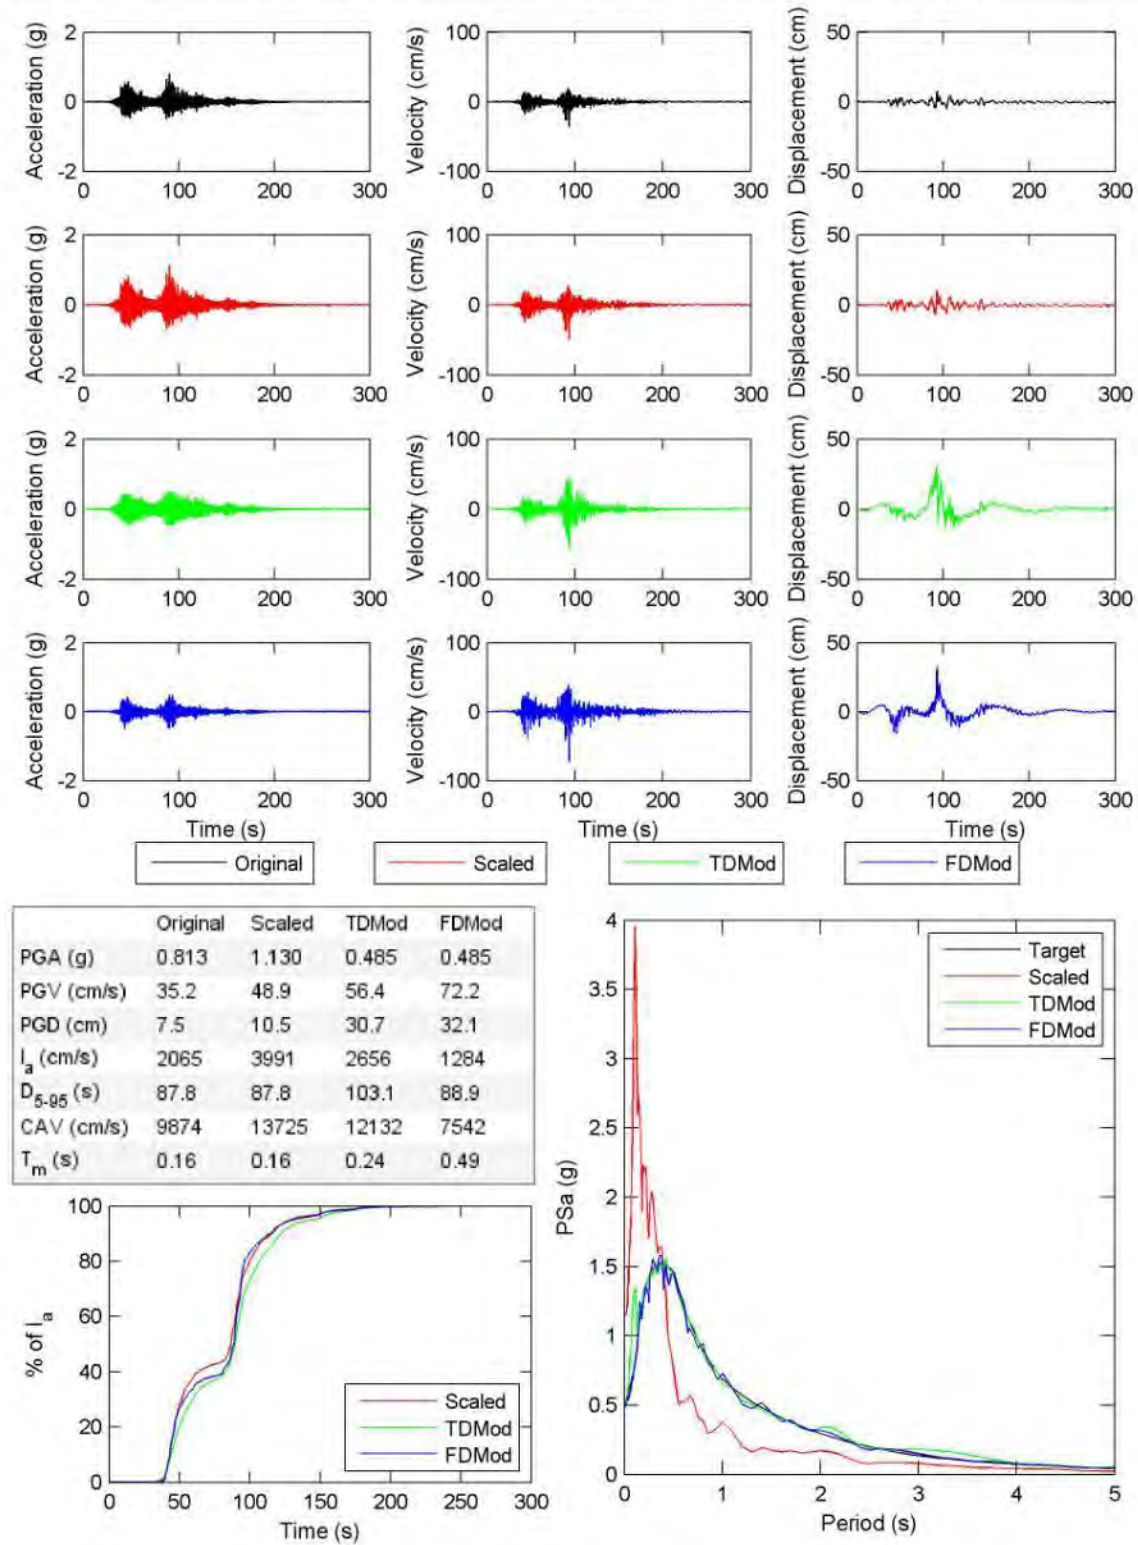 Acceleration (g)
2
0
-2
0 100 200 300
Velocity (cm/s)
100
0
-100
0 100 200 300
Displacement (cm)
50
0
-50
0 100 200 300
Acceleration (g)
2
0
-2
0 100 200 300
Velocity (cm/s)
100
0
-100
0 100 200 300
Displacement (cm)
50
0
-50
0 100 200 300
Acceleration (g)
2
0
-2
0 100 200 300
Velocity (cm/s)
100
0
-100
0 100 200 300
Displacement (cm)
50
0
-50
0 100 200 300
Acceleration (g)
2
0
-2
0 100 200 300
Time (s)
Velocity (cm/s)
100
0
-100
0 100 200 300
Time (s)
Displacement (cm)
50
0
-50
0 100 200 300
Time (s)
Original Scaled TDMod FDMod
Original Scaled TDMod FDMod
PGA (g) 0.813 1.130 0.485 0.485
PGV (cm/s) 35.2 48.9 56.4 72.2
PGD (cm) 7.5 10.5 30.7 32.1
Ia (cm/s) 2065 3991 2656 1284
D5-95 (s) 87.8 87.8 103.1 88.9
CAV (cm/s) 9874 13725 12132 7542
Tm (s) 0.16 0.16 0.24 0.49
% of Ia
100
80
60
40
20
0
0 50 100 150 200 250 300
Time (s)
Scaled
TDMod
FDMod
PSa (g)
4
3.5
3
2.5
2
1.5
1
0.5
0
0 1 2 3 4 5
Period (s)
Target
Scaled
TDMod
FDMod